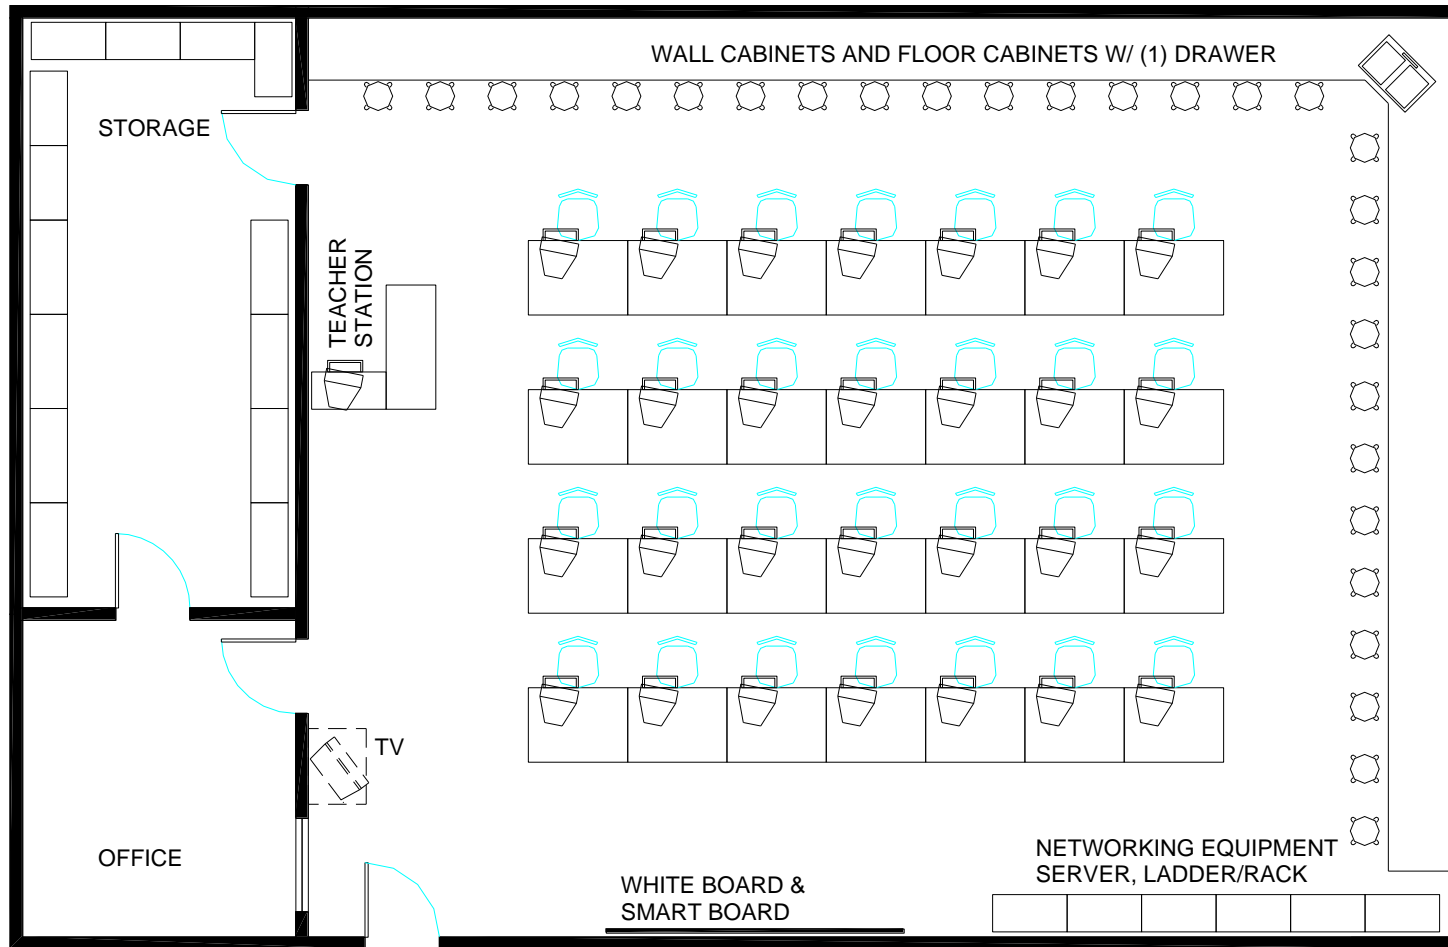 WALL CABINETS AND FLOOR CABINETS W/ (1) DRAWER
STORAGE
TEACHER
STATION
TV
OFFICE
WHITE BOARD &
SMART BOARD
NETWORKING EQUIPMENT
SERVER, LADDER/RACK